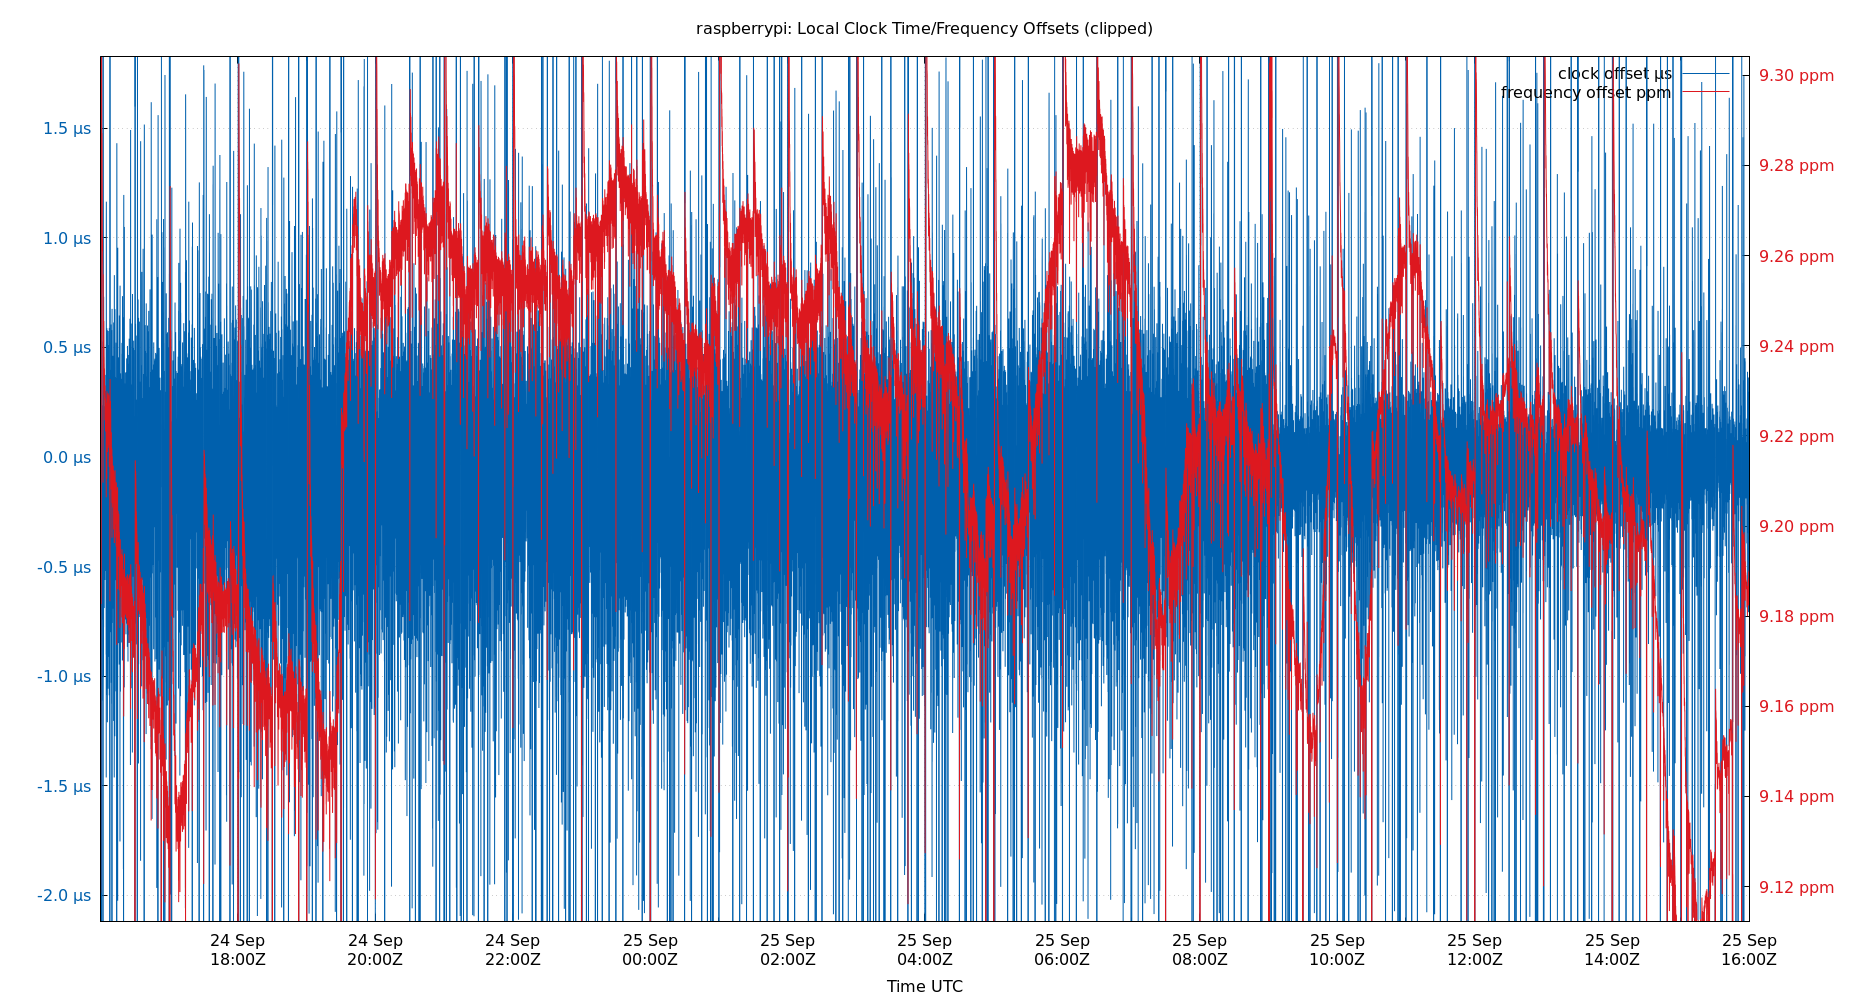 raspberrypi: Local Clock Time/Frequency Offsets (clipped)
clock offset µs
frequency offset ppm
1.5 µs
1.0 µs
0.5 µs
0.0 µs
-0.5 µs
-1.0 µs
-1.5 µs
-2.0 µs
9.30 ppm
9.28 ppm
9.26 ppm
9.24 ppm
9.22 ppm
9.20 ppm
9.18 ppm
9.16 ppm
9.14 ppm
9.12 ppm
24 Sep
18:00Z
24 Sep
20:00Z
24 Sep
22:00Z
25 Sep
00:00Z
25 Sep
02:00Z
25 Sep
04:00Z
25 Sep
06:00Z
25 Sep
08:00Z
25 Sep
10:00Z
25 Sep
12:00Z
25 Sep
14:00Z
25 Sep
16:00Z
Time UTC